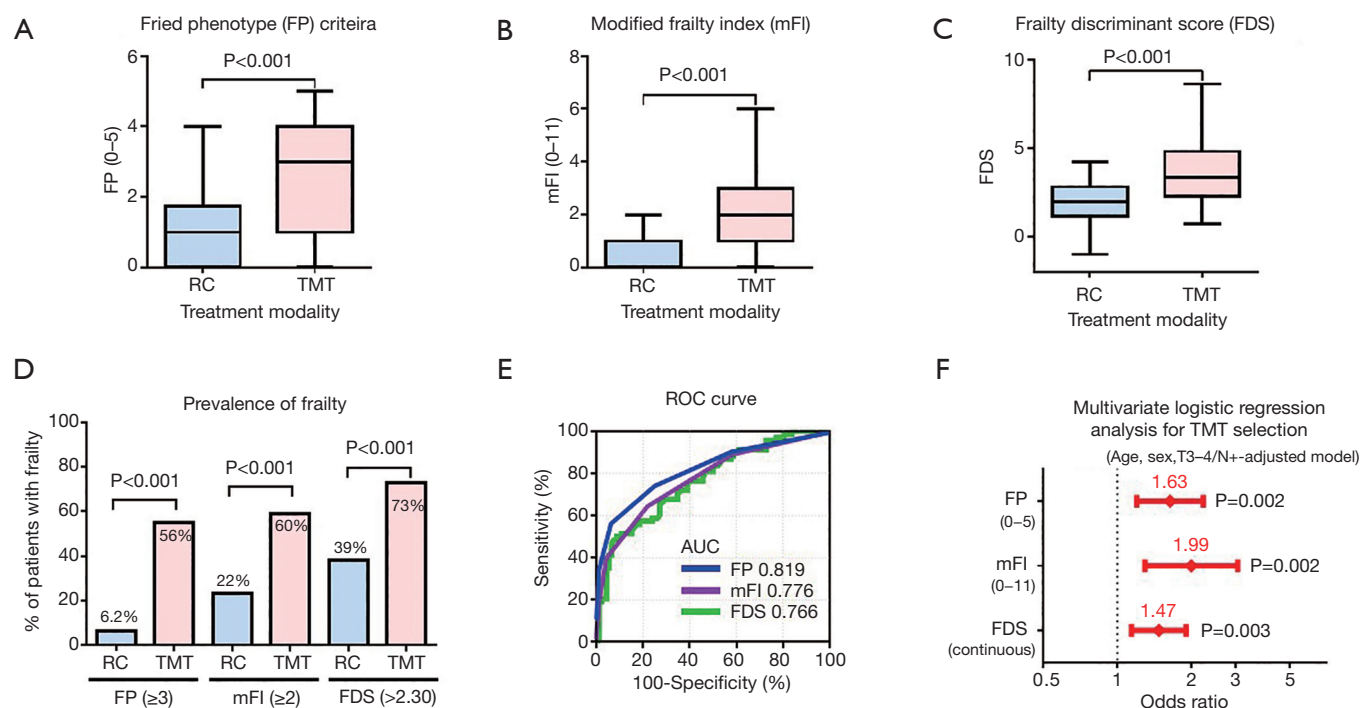 A
Fried phenotype (FP) criteira
P<0.001
FP (0–5)
6
4
2
0
RC
TMT
Treatment modality
B
Modified frailty index (mFI)
P<0.001
mFI (0–11)
8
6
4
2
0
RC
TMT
Treatment modality
C
Frailty discriminant score (FDS)
P<0.001
FDS
10
5
0
RC
TMT
Treatment modality
D
Prevalence of frailty
% of patients with frailty
100
80
60
40
20
0
P<0.001
P<0.001
P<0.001
6.2%
56%
22%
60%
39%
73%
RC
TMT
RC
TMT
RC
TMT
FP (≥3)
mFI (≥2)
FDS (>2.30)
E
ROC curve
Sensitivity (%)
100
80
60
40
20
0
AUC
FP 0.819
mFI 0.776
FDS 0.766
0
20
40
60
80
100
100-Specificity (%)
F
Multivariate logistic regression
analysis for TMT selection
(Age, sex,T3–4/N+-adjusted model)
FP
(0–5)
1.63
P=0.002
mFI
(0–11)
1.99
P=0.002
FDS
(continuous)
1.47
P=0.003
0.5
1
2
3
5
Odds ratio